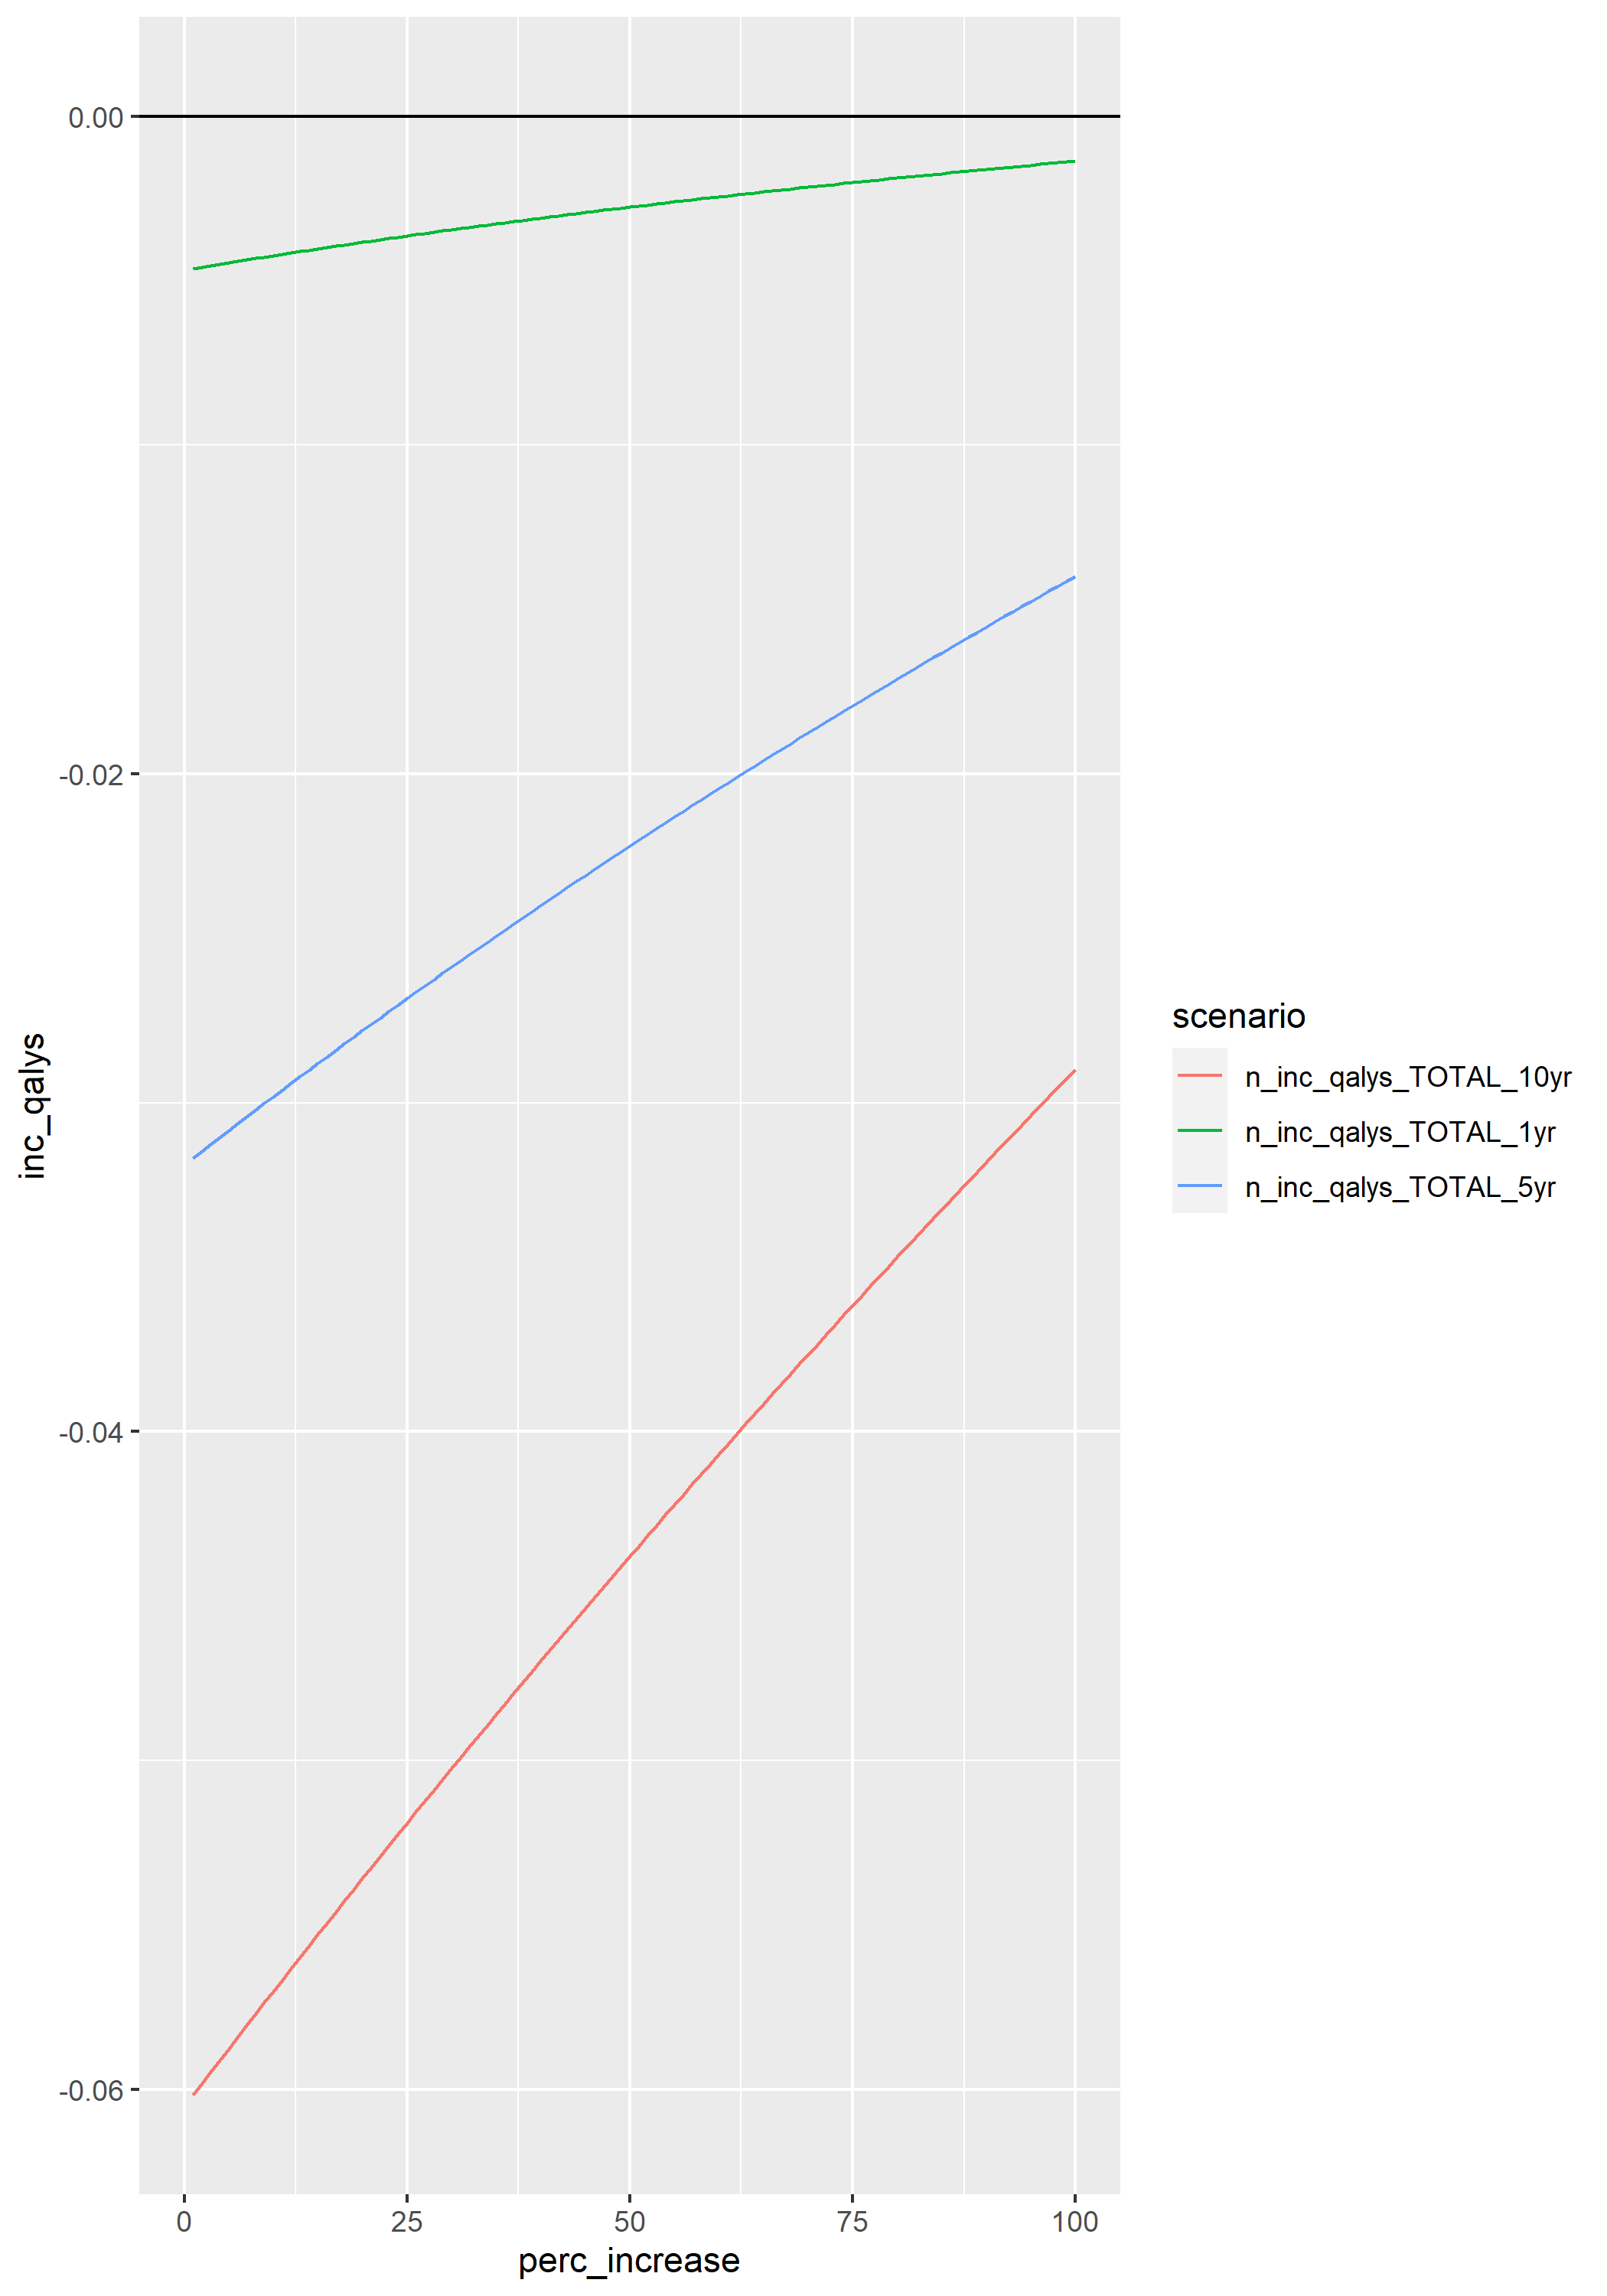 0.00
-0.02
-0.04
-0.06
inc_qalys
0
25
50
75
100
perc_increase
scenario
n_inc_qalys_TOTAL_10yr
n_inc_qalys_TOTAL_1yr
n_inc_qalys_TOTAL_5yr